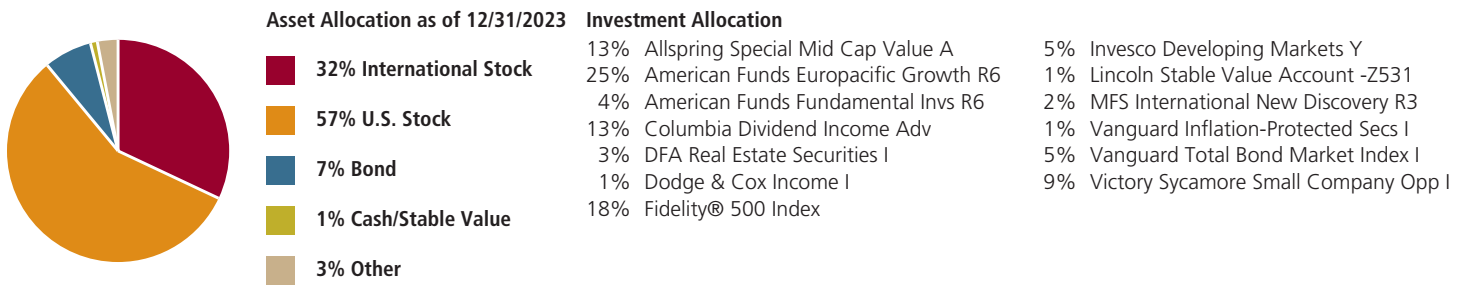 Asset Allocation as of 12/31/2023
32% International Stock
57% U.S. Stock
7% Bond
1% Cash/Stable Value
3% Other
Investment Allocation
13% Allspring Special Mid Cap Value A
25% American Funds Europacific Growth R6
4% American Funds Fundamental Invs R6
13% Columbia Dividend Income Adv
3% DFA Real Estate Securities I
1% Dodge & Cox Income I
18% Fidelity® 500 Index
5% Invesco Developing Markets Y
1% Lincoln Stable Value Account -Z531
2% MFS International New Discovery R3
1% Vanguard Inflation-Protected Secs I
5% Vanguard Total Bond Market Index I
9% Victory Sycamore Small Company Opp I